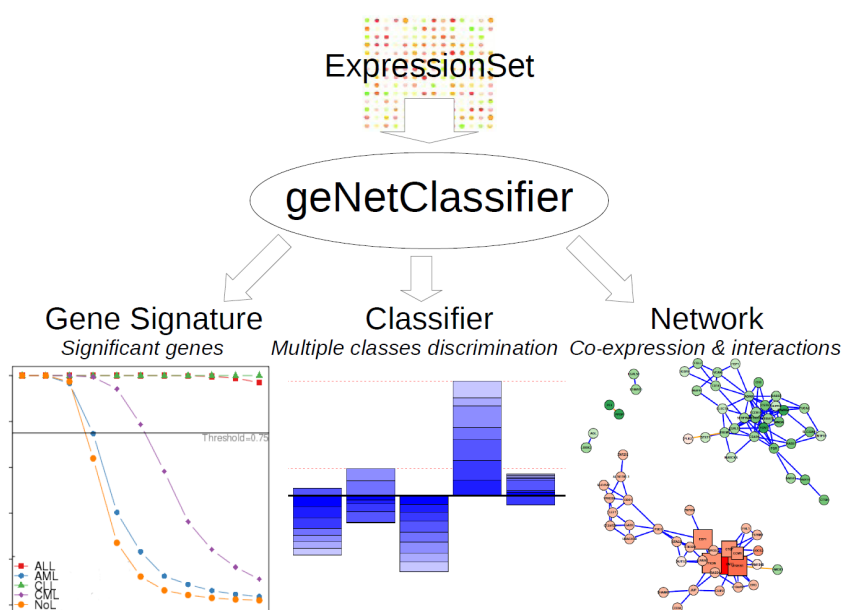 ExpressionSet
geNetClassifier
Gene Signature
Significant genes
Classifier
Multiple classes discrimination
Network
Co-expression & interactions
Threshold=0.75
ALL
AML
CLL
CML
NoL